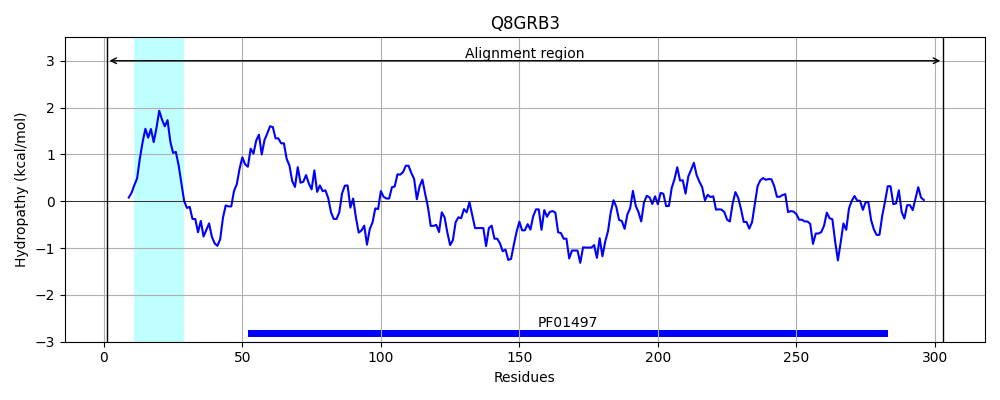 Q8GRB3
Hydropathy (kcal/mol)
3
2
1
0
−1
−2
−3
Alignment region
PF01497
0
50
100
150
200
250
300
Residues